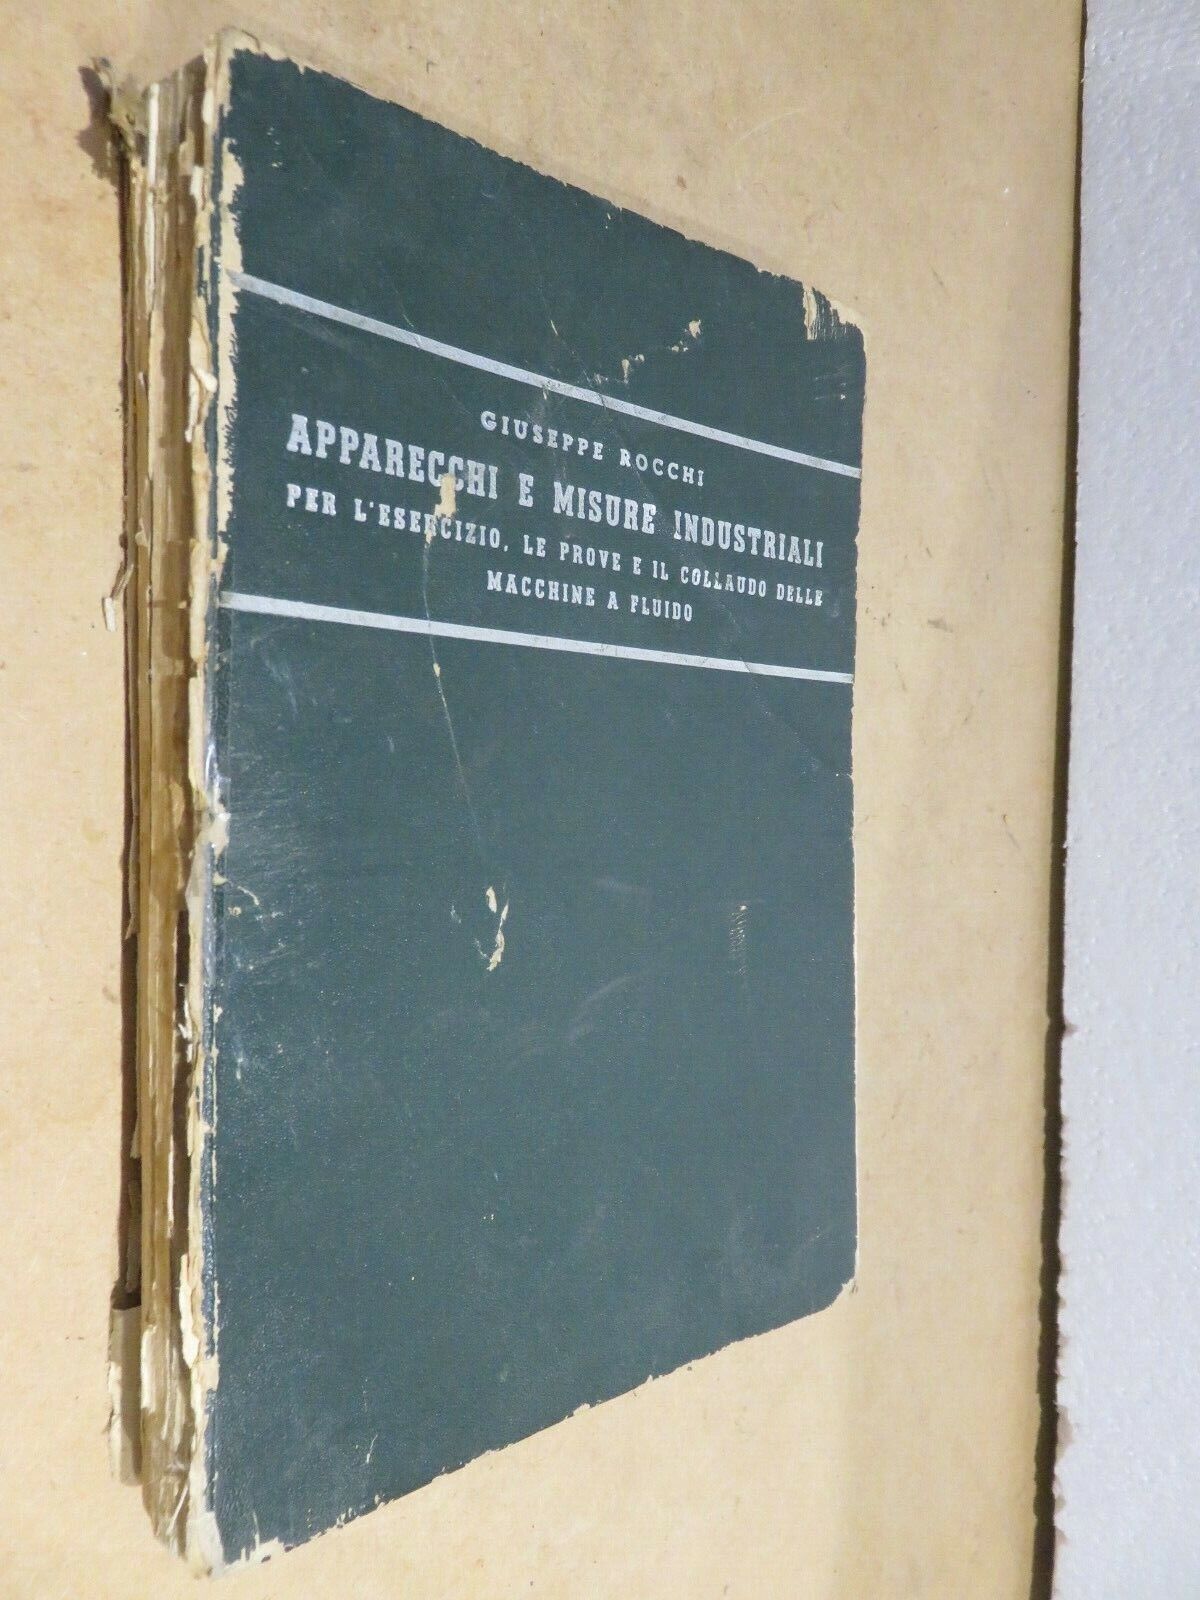 GIUSEPPE ROCCHI
APPARECCHI E MISURE INDUSTRIALI
PER L'ESERCIZIO, LE PROVE E IL COLLAUDO DELLE
MACCHINE A FLUIDO